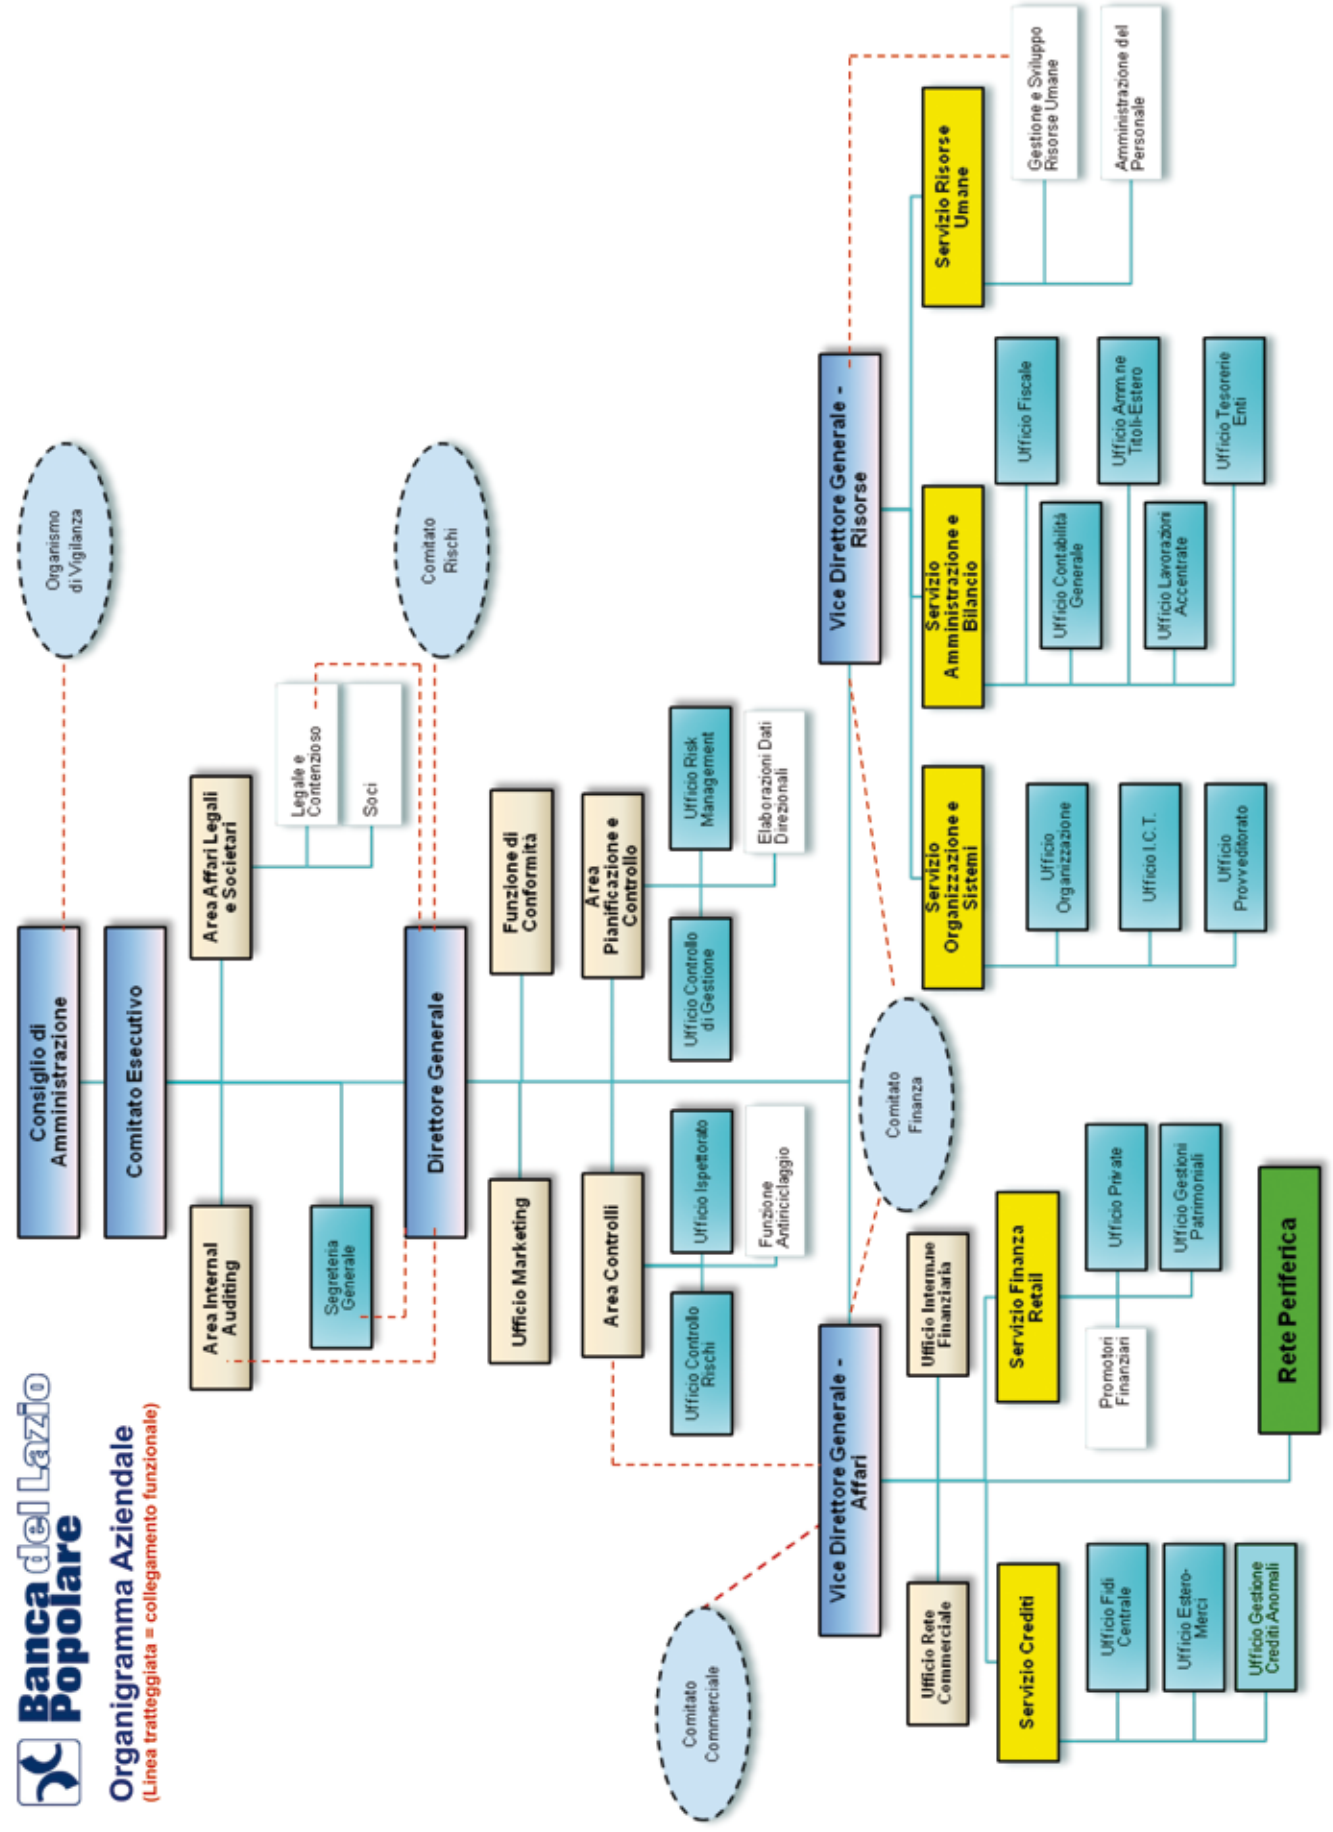 Banca del Lazio
Popolare
Organigramma Aziendale
(Linea tratteggiata = collegamento funzionale)
Consiglio di
Amministrazione
Organismo
di Vigilanza
Comitato Esecutivo
Area Internal
Auditing
Area Affari Legali
e Societari
Legale e
Contenzioso
Soci
Segreteria
Generale
Direttore Generale
Comitato
Rischi
Ufficio Marketing
Funzione di
Conformità
Area Controlli
Area
Pianificazione e
Controllo
Ufficio Controllo
Rischi
Ufficio Ispettorato
Ufficio Controllo
di Gestione
Ufficio Risk
Management
Funzione
Antiriciclaggio
Elaborazioni Dati
Direzionali
Comitato
Commerciale
Vice Direttore Generale -
Affari
Vice Direttore Generale -
Risorse
Comitato
Finanza
Ufficio Rete
Commerciale
Ufficio Interm.ne
Finanziaria
Servizio
Organizzazione e
Sistemi
Servizio
Amministrazione e
Bilancio
Servizio Risorse
Umane
Servizio Crediti
Servizio Finanza
Retail
Ufficio Fidi
Centrale
Ufficio Estero-
Merci
Ufficio Gestione
Crediti Anomali
Promotori
Finanziari
Ufficio Private
Ufficio Gestioni
Patrimoniali
Rete Periferica
Ufficio
Organizzazione
Ufficio I.C.T.
Ufficio
Provveditorato
Ufficio Fiscale
Ufficio Contabilità
Generale
Ufficio Amm.ne
Titoli-Estero
Ufficio Lavorazioni
Accentrate
Ufficio Tesorerie
Enti
Gestione e Sviluppo
Risorse Umane
Amministrazione del
Personale